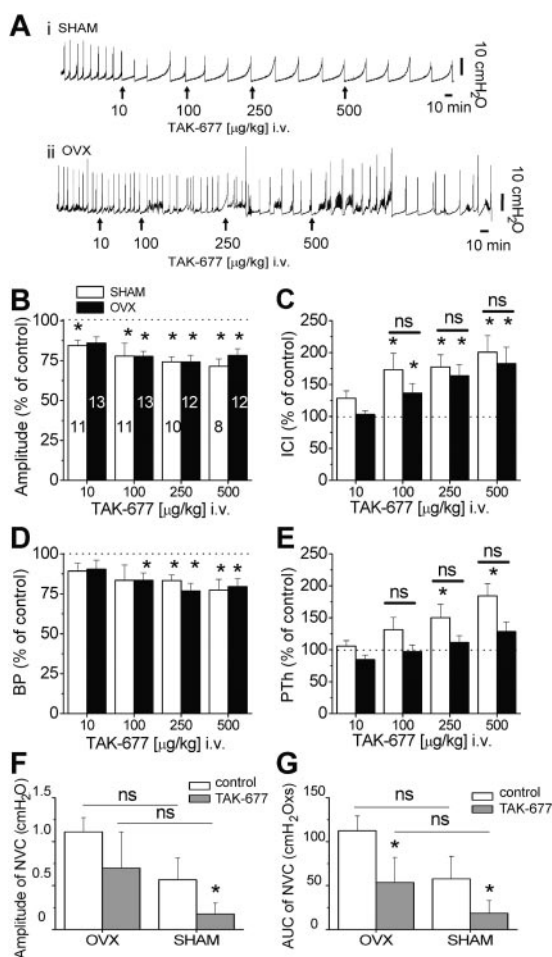 A
i SHAM
10 cmH₂O
10 100 250 500
10 min
TAK-677 [μg/kg] i.v.
ii OVX
10 cmH₂O
10 100 250 500
10 min
TAK-677 [μg/kg] i.v.
B
SHAM
OVX
Amplitude (% of control)
100
75
50
25
0
* * * * * * *
11 13 11 13 10 12 8 12
10 100 250 500
TAK-677 [μg/kg] i.v.
C
ICI (% of control)
250
200
150
100
50
0
ns ns ns
* * * * * *
10 100 250 500
TAK-677 [μg/kg] i.v.
D
BP (% of control)
100
75
50
25
0
* * * * *
10 100 250 500
TAK-677 [μg/kg] i.v.
E
PTh (% of control)
250
200
150
100
50
0
ns ns ns
* *
10 100 250 500
TAK-677 [μg/kg] i.v.
F
control
TAK-677
Amplitude of NVC (cmH₂O)
1.5
1.0
0.5
0
ns
ns
*
OVX SHAM
G
control
TAK-677
AUC of NVC (cmH₂Oxs)
150
100
50
0
ns
ns
* *
OVX SHAM